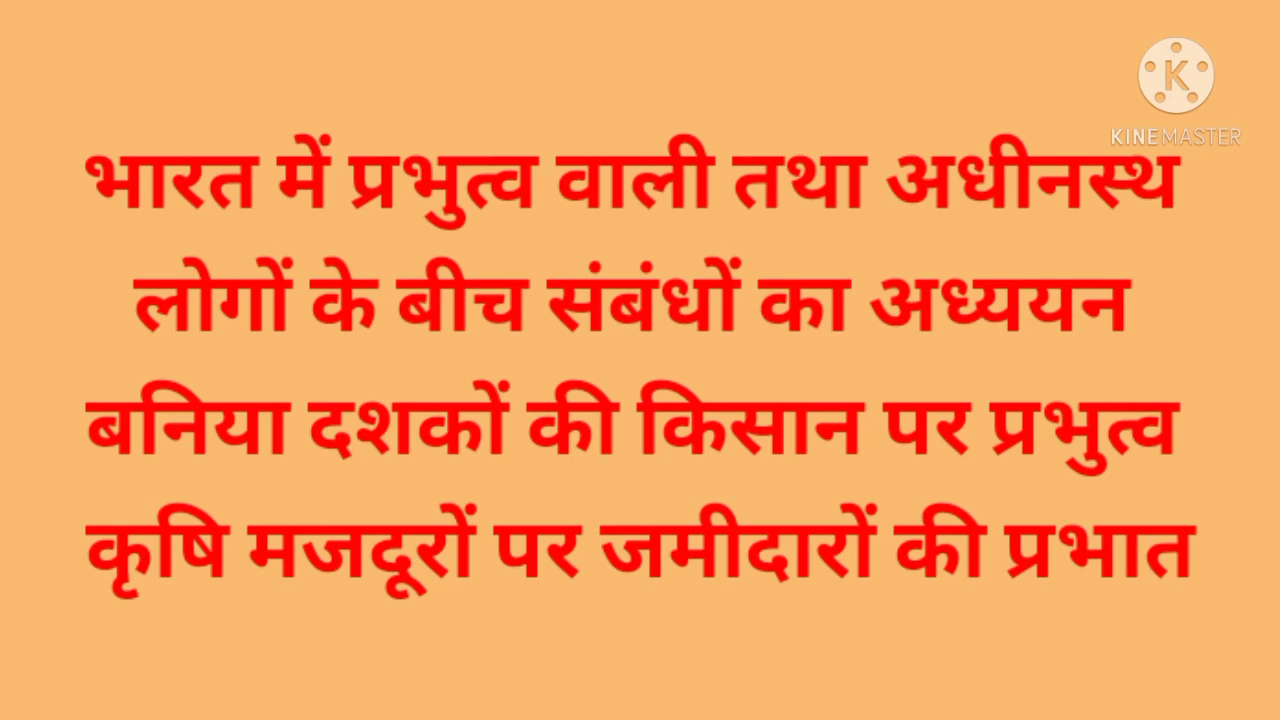 KINEMASTER
भारत में प्रभुत्व वाली तथा अधीनस्थ
लोगों के बीच संबंधों का अध्ययन
बनिया दशकों की किसान पर प्रभुत्व
कृषि मजदूरों पर जमीदारों की प्रभात